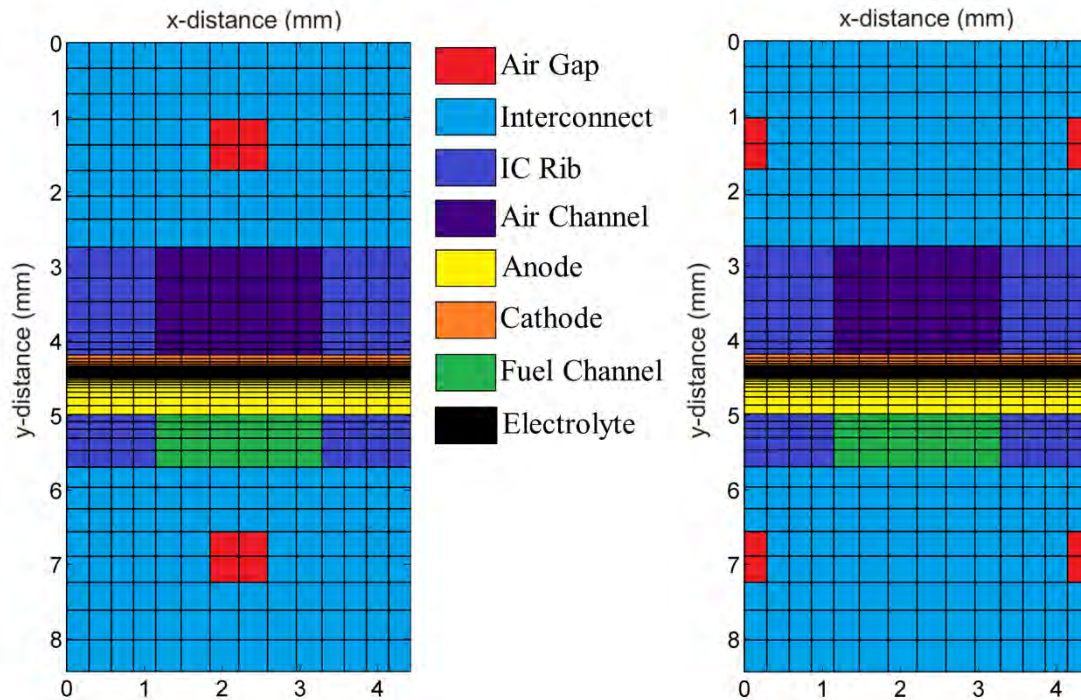 x-distance (mm)
y-distance (mm)
0
1
2
3
4
5
6
7
8
0 1 2 3 4
Air Gap
Interconnect
IC Rib
Air Channel
Anode
Cathode
Fuel Channel
Electrolyte
x-distance (mm)
y-distance (mm)
0
1
2
3
4
5
6
7
8
0 1 2 3 4